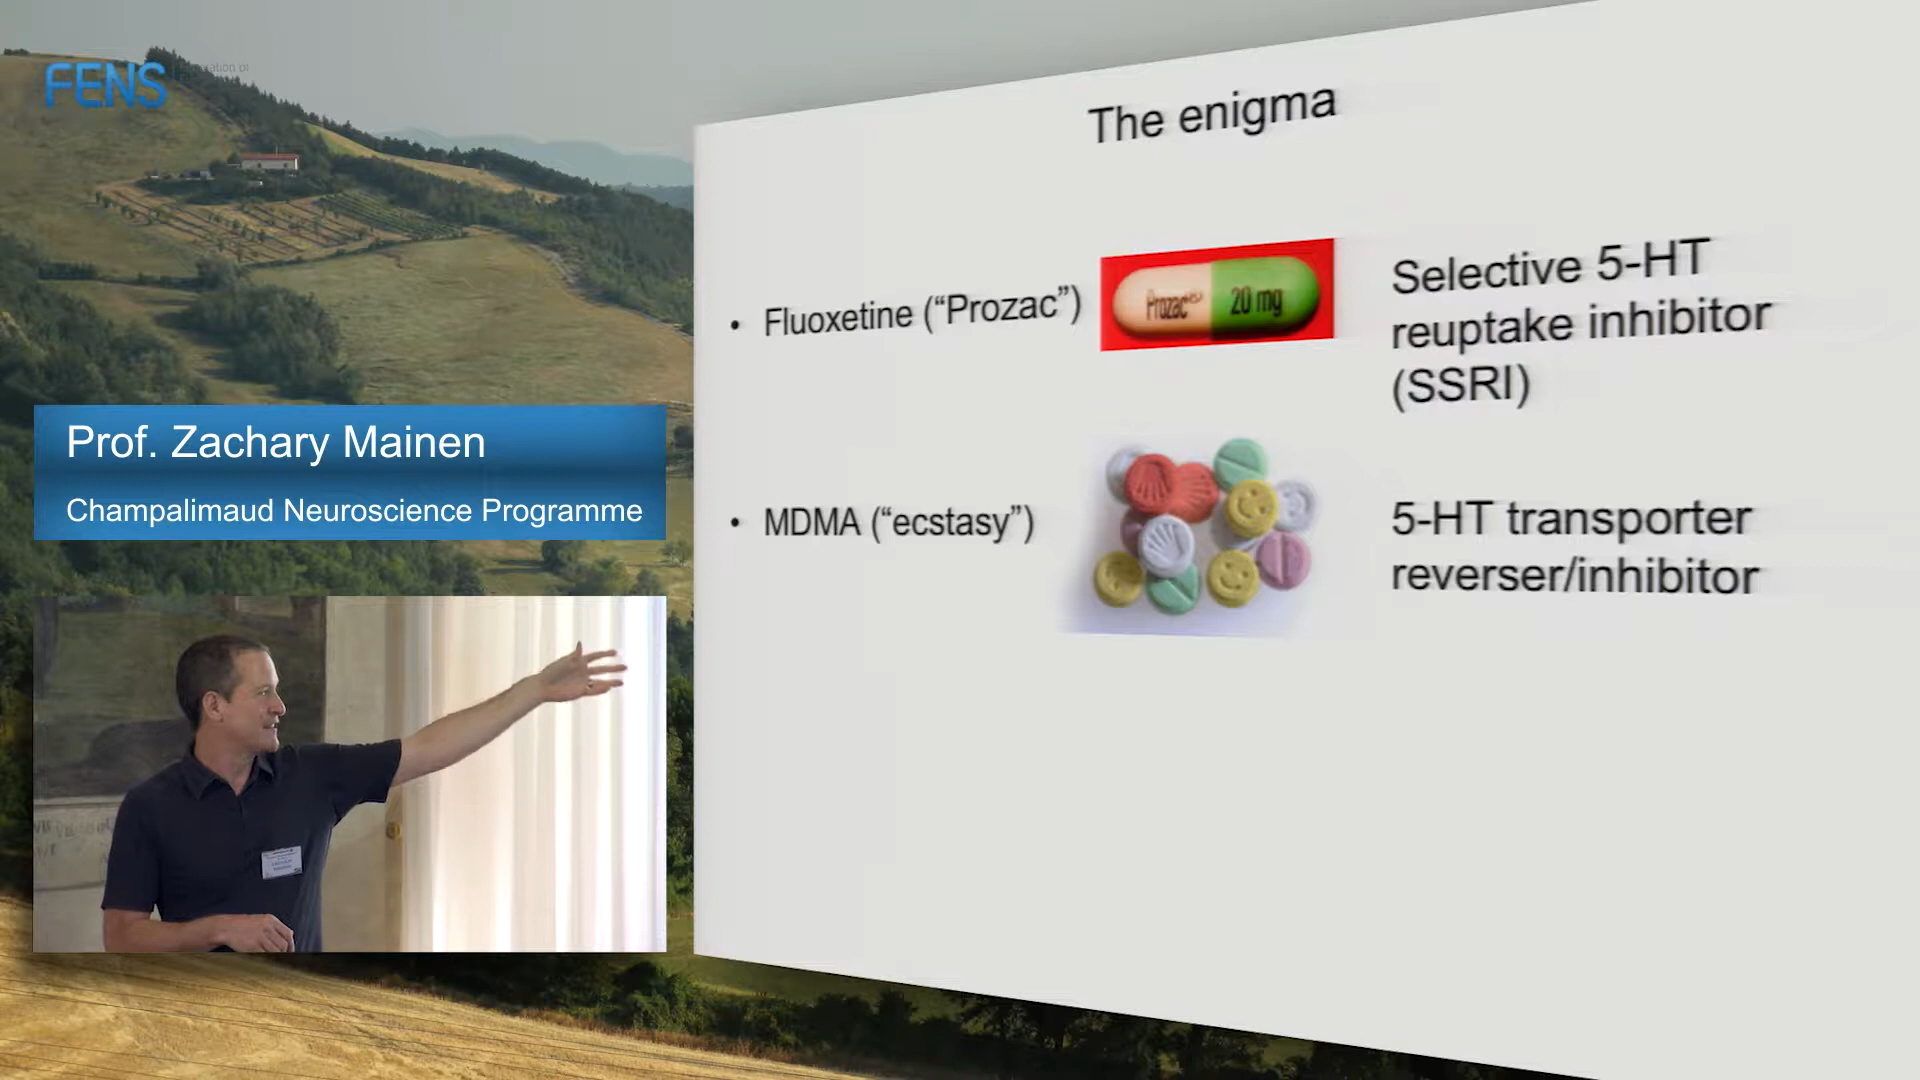 FENS
The enigma
• Fluoxetine (“Prozac”)
Prozac
20 mg
Selective 5-HT
reuptake inhibitor
(SSRI)
• MDMA (“ecstasy”)
5-HT transporter
reverser/inhibitor
Prof. Zachary Mainen
Champalimaud Neuroscience Programme